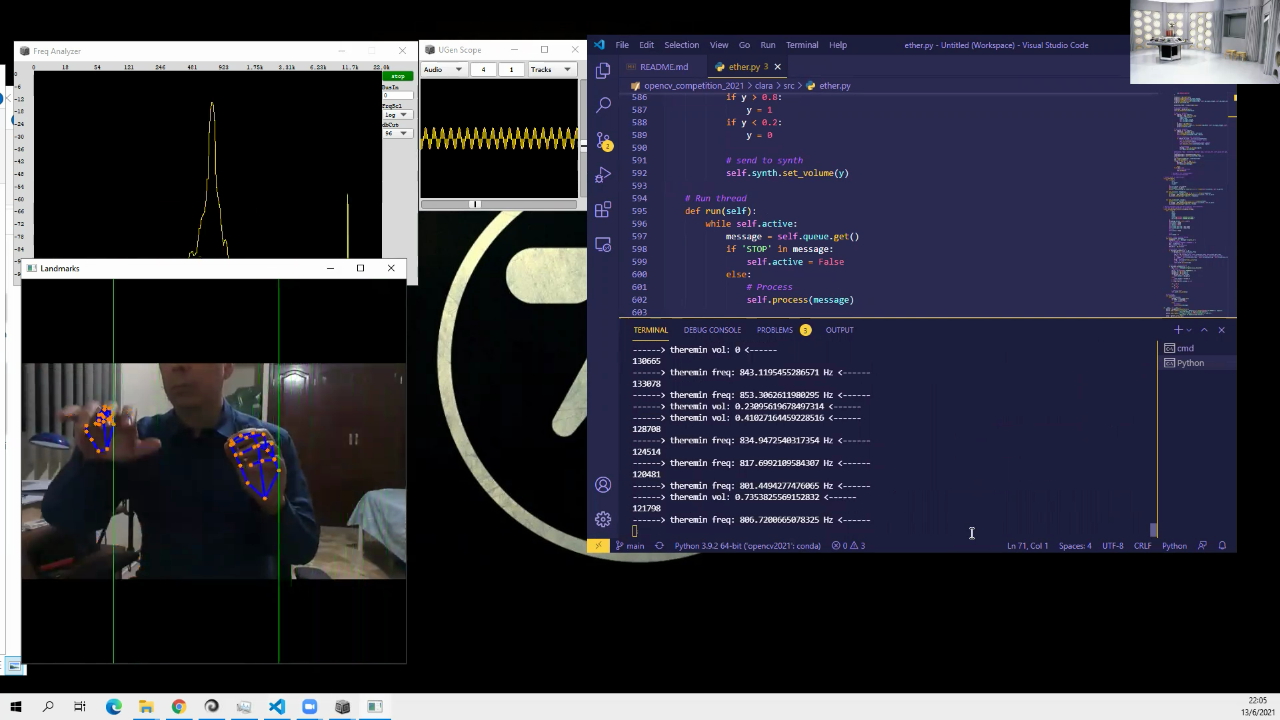 Freq Analyzer
0 18 54 121 246 481 923 1.75k 3.31k 6.23k 11.7k 22.0k
stop
BusIn
0
FreqScl
log
dbCut
96
-12
-24
-36
-48
-60
-72
-84
UGen Scope
Audio 4 1 Tracks
File Edit Selection View Go Run Terminal Help ether.py - Untitled (Workspace) - Visual Studio Code
README.md ether.py 3
opencv_competition_2021 > clara > src > ether.py
586 if y > 0.8:
587 y = 1
588 if y < 0.2:
589 y = 0
590
591 # send to synth
592 self.synth.set_volume(y)
593
594 # Run thread
595 def run(self):
596 while self.active:
597 message = self.queue.get()
598 if 'STOP' in message:
599 self.active = False
600 else:
601 # Process
602 self.process(message)
603
2
TERMINAL DEBUG CONSOLE PROBLEMS 3 OUTPUT
cmd
Python
------> theremin vol: 0 <------
130665
------> theremin freq: 843.1195455286571 Hz <------
133078
------> theremin freq: 853.3062611980295 Hz <------
------> theremin vol: 0.23095619678497314 <------
------> theremin vol: 0.41027164459228516 <------
128708
------> theremin freq: 834.9472540317354 Hz <------
124514
------> theremin freq: 817.6992109584307 Hz <------
120481
------> theremin freq: 801.4494277476065 Hz <------
------> theremin vol: 0.7353825569152832 <------
121798
------> theremin freq: 806.7200665078325 Hz <------
main Python 3.9.2 64-bit ('opencv2021': conda) 0 3 Ln 71, Col 1 Spaces: 4 UTF-8 CRLF Python
Landmarks
22:05
13/6/2021